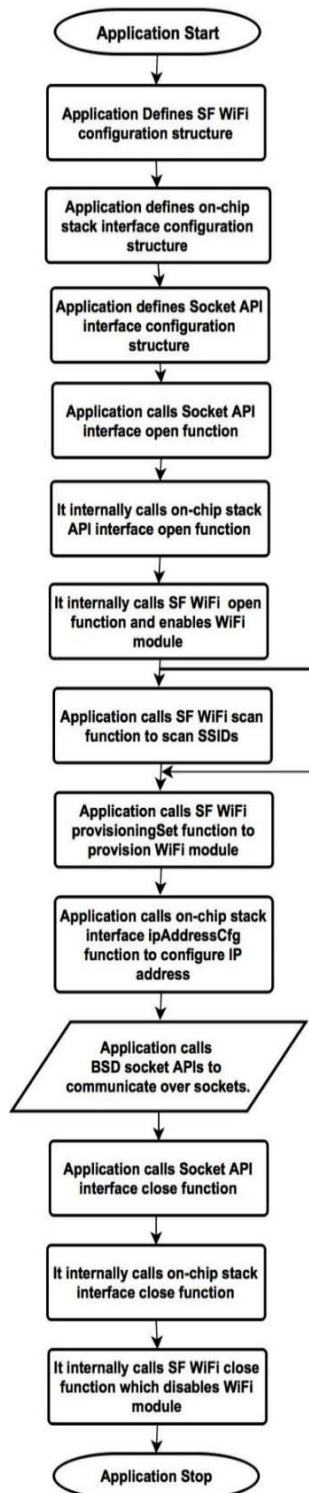 Application Start
Application Defines SF WiFi
configuration structure
Application defines on-chip
stack interface configuration
structure
Application defines Socket API
interface configuration
structure
Application calls Socket API
interface open function
It internally calls on-chip stack
API interface open function
It internally calls SF WiFi open
function and enables WiFi
module
Application calls SF WiFi scan
function to scan SSIDs
Application calls SF WiFi
provisioningSet function to
provision WiFi module
Application calls on-chip stack
interface ipAddressCfg
function to configure IP
address
Application calls
BSD socket APIs to
communicate over sockets.
Application calls Socket API
interface close function
It internally calls on-chip stack
interface close function
It internally calls SF WiFi close
function which disables WiFi
module
Application Stop